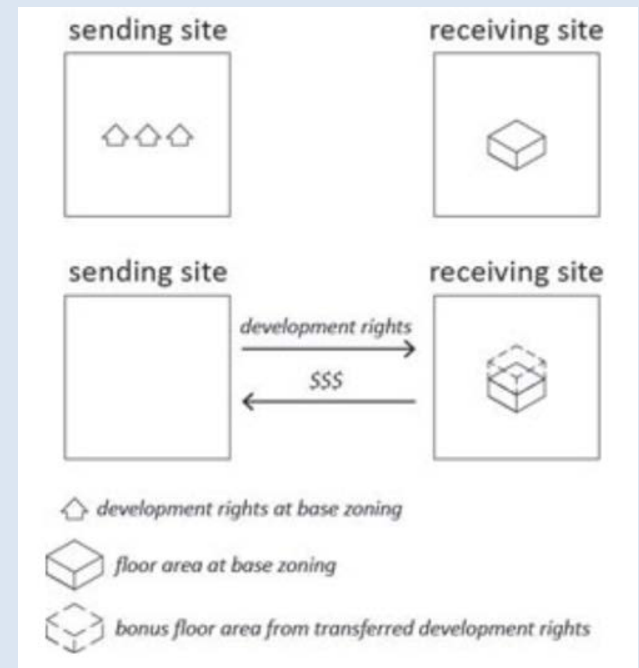 sending site
receiving site
sending site
receiving site
development rights
$$$
development rights at base zoning
floor area at base zoning
bonus floor area from transferred development rights